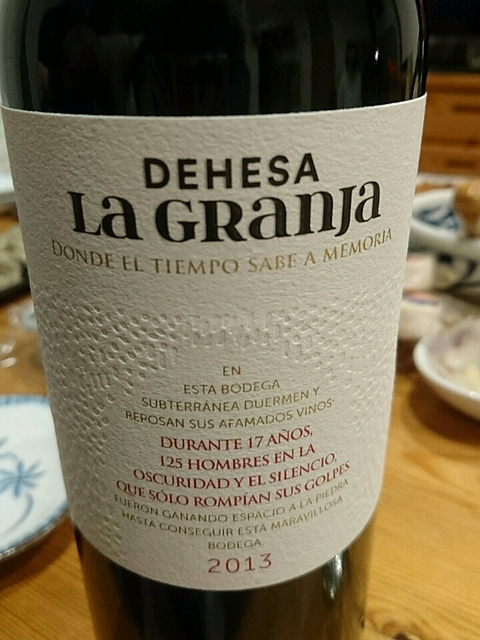 DEHESA
La GRanja
DONDE EL TIEMPO SABE A MEMORIA
EN
ESTA BODEGA
SUBTERRÁNEA DUERMEN Y
REPOSAN SUS AFAMADOS VINOS.
DURANTE 17 AÑOS,
125 HOMBRES EN LA
OSCURIDAD Y EL SILENCIO,
QUE SÓLO ROMPÍAN SUS GOLPES
FUERON GANANDO ESPACIO A LA PIEDRA
HASTA CONSEGUIR ESTA MARAVILLOSA
BODEGA
2013